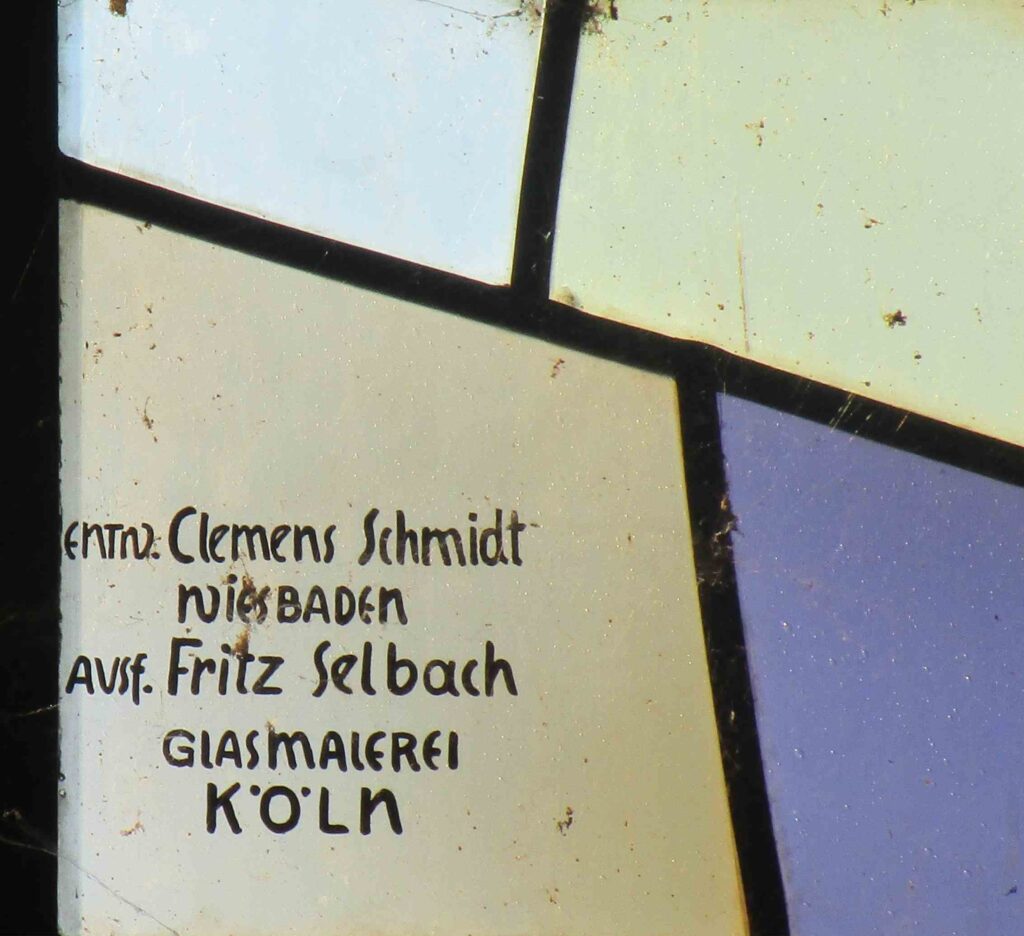 ENTW. Clemens Schmidt
WiesBADEN
AUSf. Fritz Selbach
GLASMALEREI
KÖLN